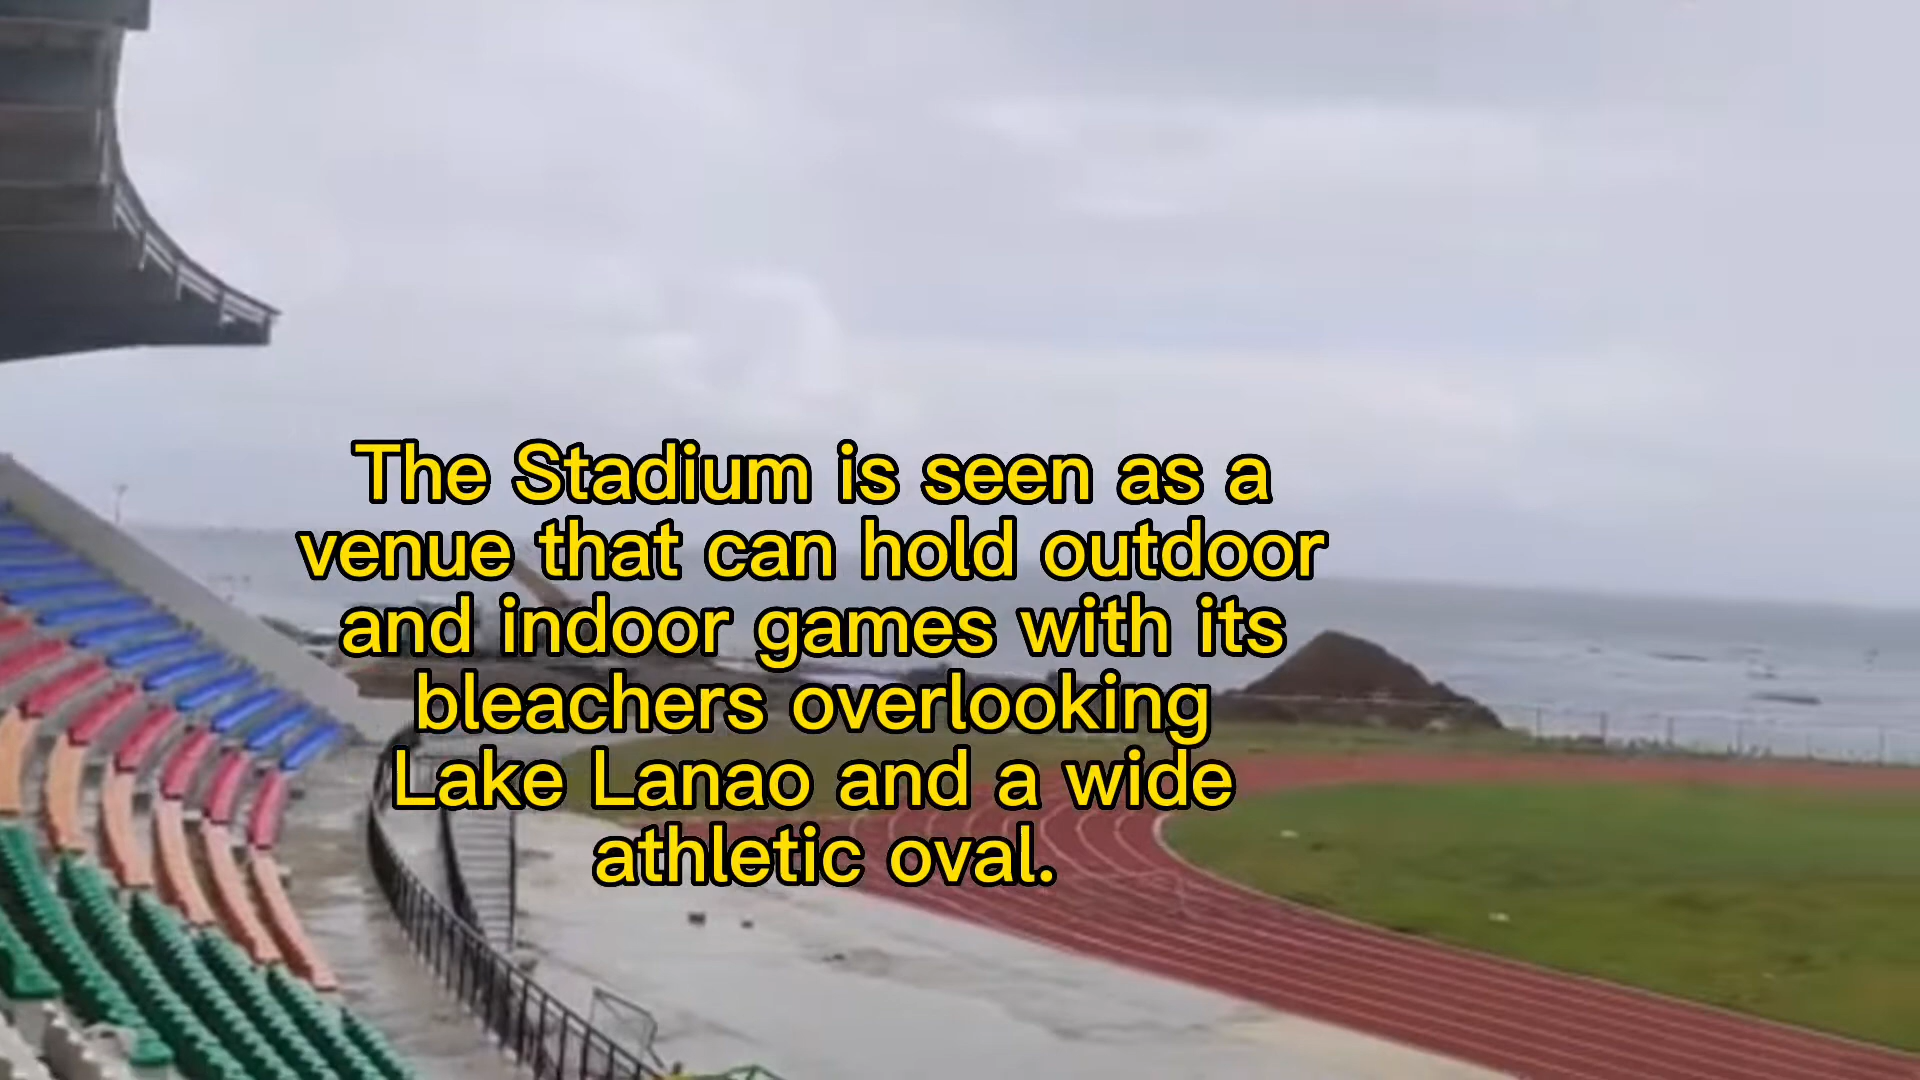 The Stadium is seen as a
venue that can hold outdoor
and indoor games with its
bleachers overlooking
Lake Lanao and a wide
athletic oval.